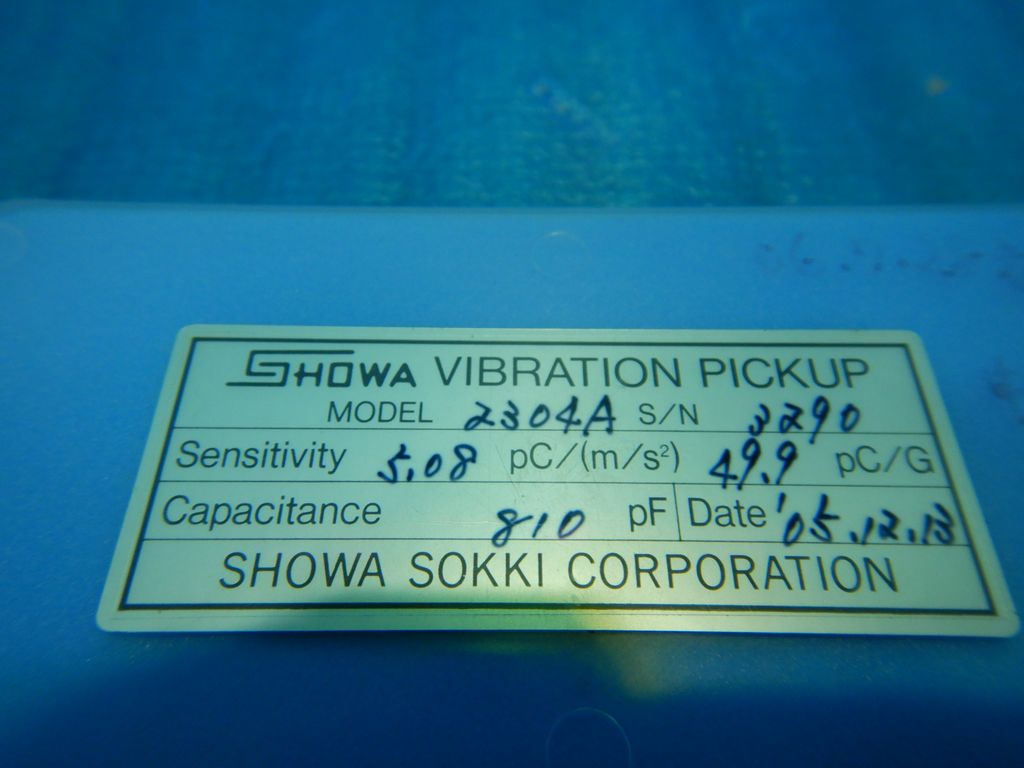 SHOWA VIBRATION PICKUP
MODEL 2304A S/N 3290
Sensitivity 5.08 pC/(m/s²) 49.9 pC/G
Capacitance 810 pF Date '05.12.13
SHOWA SOKKI CORPORATION